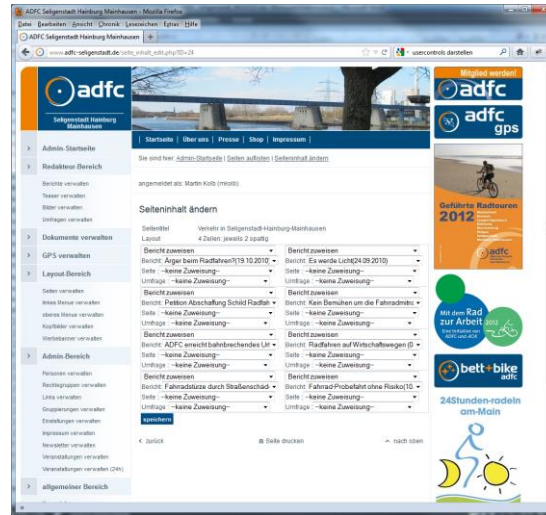 ADFC Seligenstadt Hainburg Mainhausen - Mozilla Firefox
Datei Bearbeiten Ansicht Chronik Lesezeichen Extras Hilfe
ADFC Seligenstadt Hainburg Mainhausen
www.adfc-seligenstadt.de/seite_inhalt_edit.php?ID=24
usercontrols darstellen
adfc
Seligenstadt Hainburg
Mainhausen
Startseite | Über uns | Presse | Shop | Impressum |
Sie sind hier: Admin-Startseite | Seiten auflisten | Seiteninhalt ändern
angemeldet als: Martin Kolb
Admin-Startseite
Redakteur-Bereich
Berichte verwalten
Teaser verwalten
Bilder verwalten
Umfragen verwalten
Dokumente verwalten
GPS verwalten
Layout-Bereich
Seiten verwalten
linkes Menue verwalten
oberes Menue verwalten
Kopfbilder verwalten
Werbebanner verwalten
Admin-Bereich
Personen verwalten
Rechtegruppen verwalten
Links verwalten
Gruppierungen verwalten
Einstellungen verwalten
Impressum verwalten
Newsletter verwalten
Veranstaltungen verwalten
Veranstaltungen verwalten (24h)
allgemeiner Bereich
Seiteninhalt ändern
Seitentitel Verkehr in Seligenstadt-Hainburg-Mainhausen
Layout 4 Zeilen: jeweils 2 spaltig
Bericht zuweisen Bericht zuweisen
Bericht: Ärger beim Radfahren?(19.10.2010) Bericht: Es werde Licht(24.09.2010)
Seite : --keine Zuweisung-- Seite : --keine Zuweisung--
Umfrage : --keine Zuweisung-- Umfrage : --keine Zuweisung--
Bericht zuweisen Bericht zuweisen
Bericht: Petition Abschaffung Schild Radfah Bericht: Kein Bemühen um die Fahrradmitn
Seite : --keine Zuweisung-- Seite : --keine Zuweisung--
Umfrage : --keine Zuweisung-- Umfrage : --keine Zuweisung--
Bericht zuweisen Bericht zuweisen
Bericht: ADFC erreicht bahnbrechendes Urt Bericht: Radfahren auf Wirtschaftswegen (0
Seite : --keine Zuweisung-- Seite : --keine Zuweisung--
Umfrage : --keine Zuweisung-- Umfrage : --keine Zuweisung--
Bericht zuweisen Bericht zuweisen
Bericht: Fahrradstürze durch Straßenschäd Bericht: Fahrrad-Probefahrt ohne Risiko(10.
Seite : --keine Zuweisung-- Seite : --keine Zuweisung--
Umfrage : --keine Zuweisung-- Umfrage : --keine Zuweisung--
speichern
zurück Seite drucken nach oben
Mitglied werden!
adfc
adfc
gps
Geführte Radtouren
2012
Mit dem Rad
zur Arbeit 2012
Eine Initiative von
ADFC und AOK
bett+bike
adfc
24Stunden-radeln
am-Main